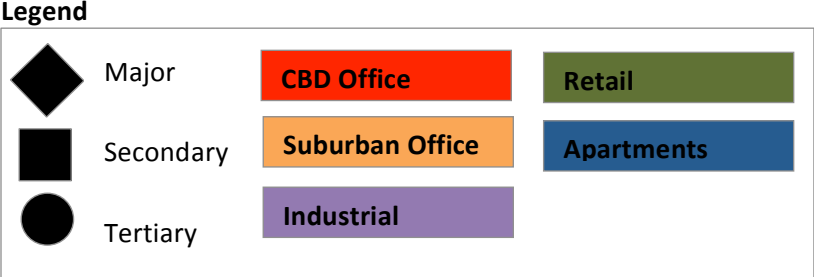 Legend
Major
CBD Office
Retail
Secondary
Suburban Office
Apartments
Tertiary
Industrial